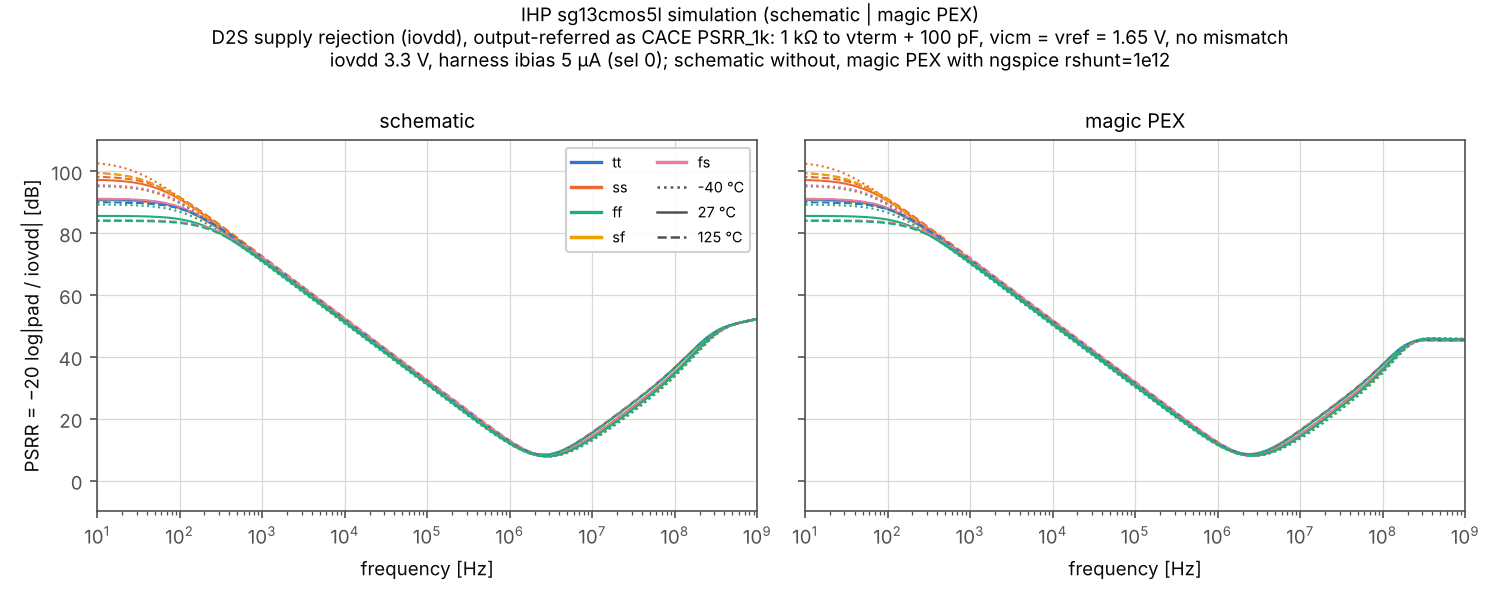 IHP sg13cmos5l simulation (schematic | magic PEX)
D2S supply rejection (iovdd), output-referred as CACE PSRR_1k: 1 kΩ to vterm + 100 pF, vicm = vref = 1.65 V, no mismatch
iovdd 3.3 V, harness ibias 5 µA (sel 0); schematic without, magic PEX with ngspice rshunt=1e12
schematic
PSRR = −20 log|pad / iovdd| [dB]
100
80
60
40
20
0
tt
ss
ff
sf
fs
-40 °C
27 °C
125 °C
10¹ 10² 10³ 10⁴ 10⁵ 10⁶ 10⁷ 10⁸ 10⁹
frequency [Hz]
magic PEX
10¹ 10² 10³ 10⁴ 10⁵ 10⁶ 10⁷ 10⁸ 10⁹
frequency [Hz]